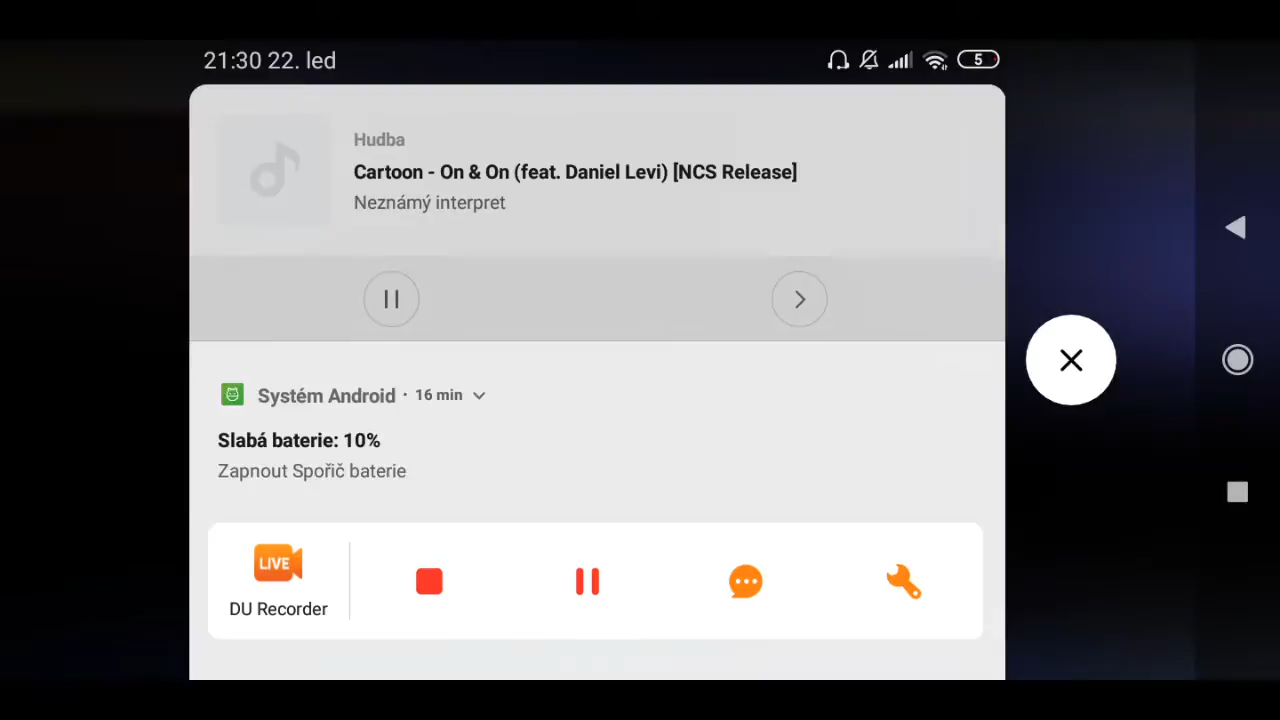 21:30 22. led
5
Hudba
Cartoon - On & On (feat. Daniel Levi) [NCS Release]
Neznámý interpret
Systém Android · 16 min
Slabá baterie: 10%
Zapnout Spořič baterie
LIVE
DU Recorder